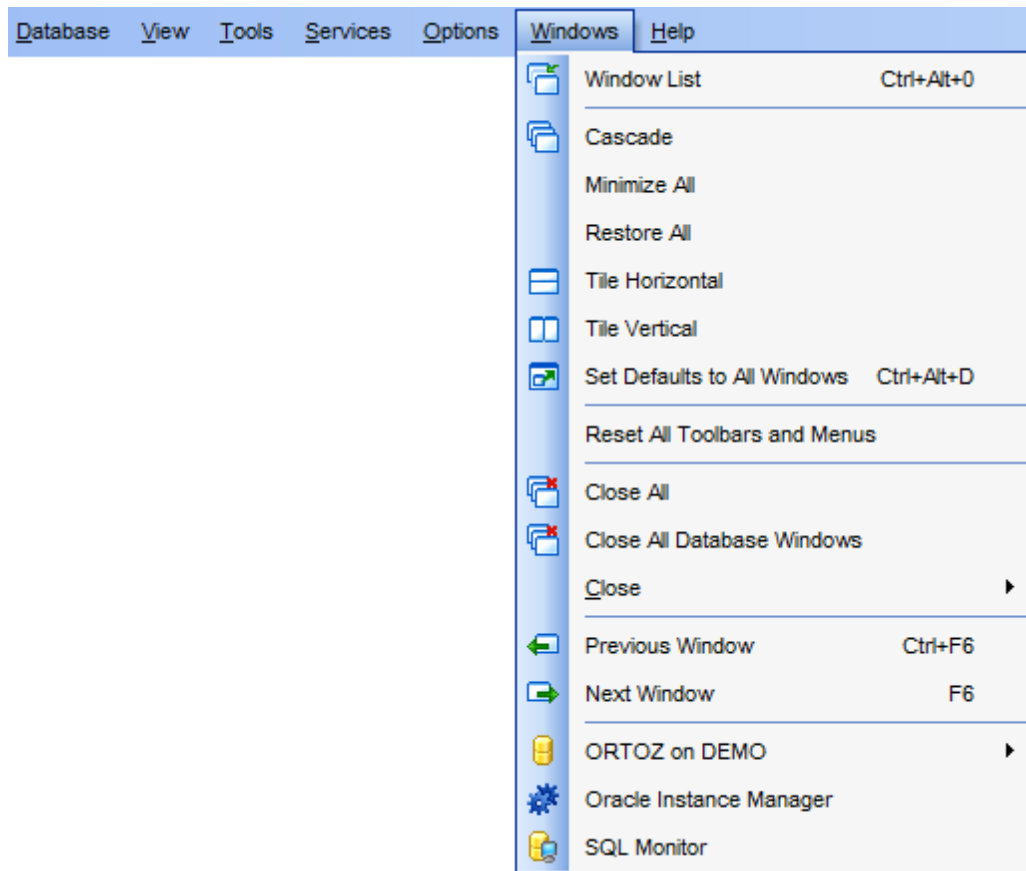 Database View Tools Services Options Windows Help
Window List Ctrl+Alt+0
Cascade
Minimize All
Restore All
Tile Horizontal
Tile Vertical
Set Defaults to All Windows Ctrl+Alt+D
Reset All Toolbars and Menus
Close All
Close All Database Windows
Close
Previous Window Ctrl+F6
Next Window F6
ORTOZ on DEMO
Oracle Instance Manager
SQL Monitor